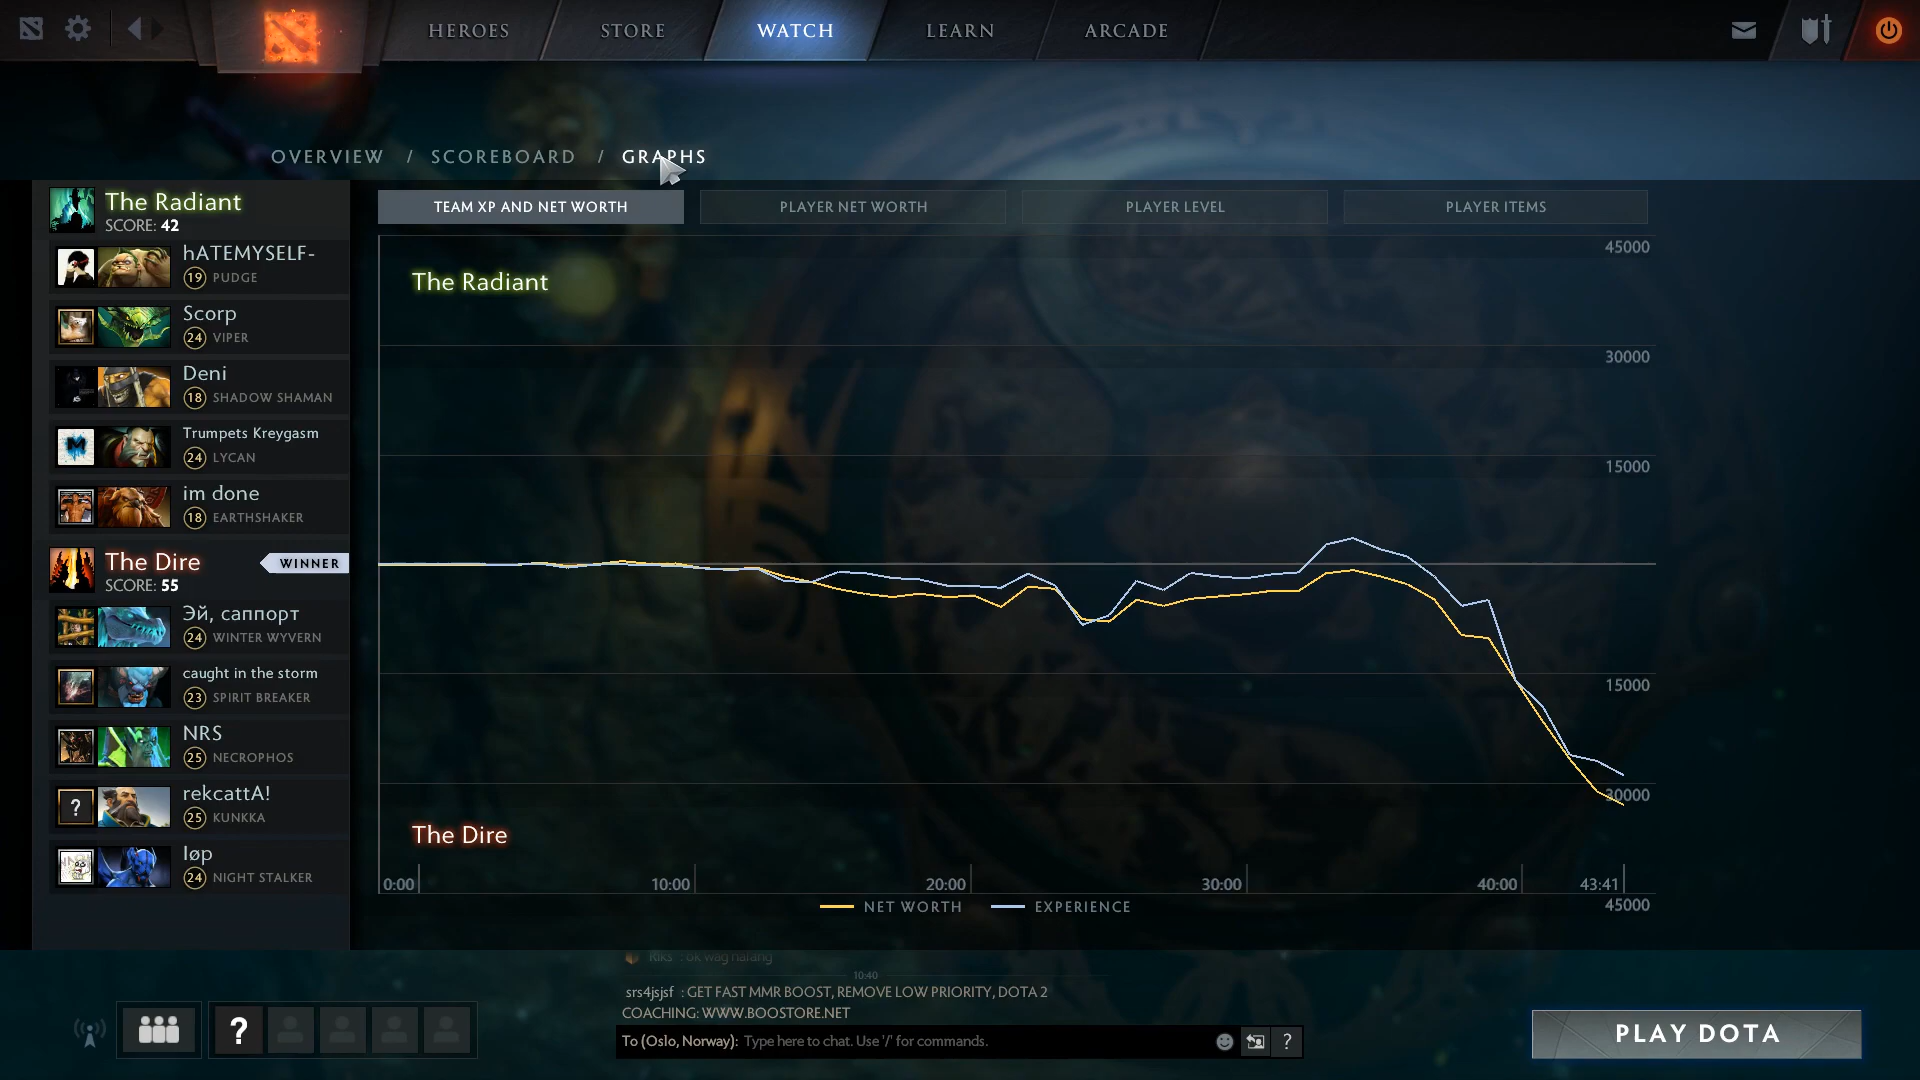 HEROES
STORE
WATCH
LEARN
ARCADE
OVERVIEW / SCOREBOARD / GRAPHS
The Radiant
SCORE: 42
hATEMYSELF-
19 PUDGE
Scorp
24 VIPER
Deni
18 SHADOW SHAMAN
Trumpets Kreygasm
24 LYCAN
im done
18 EARTHSHAKER
The Dire
WINNER
SCORE: 55
Эй, саппорт
24 WINTER WYVERN
caught in the storm
23 SPIRIT BREAKER
NRS
25 NECROPHOS
?
rekcattA!
25 KUNKKA
løp
24 NIGHT STALKER
TEAM XP AND NET WORTH
PLAYER NET WORTH
PLAYER LEVEL
PLAYER ITEMS
45000
The Radiant
30000
15000
15000
30000
The Dire
0:00
10:00
20:00
30:00
40:00
43:41
45000
NET WORTH
EXPERIENCE
Riks : ok wag nalang
10:40
srs4jsjsf : GET FAST MMR BOOST, REMOVE LOW PRIORITY, DOTA 2
COACHING: WWW.BOOSTORE.NET
To (Oslo, Norway): Type here to chat. Use '/' for commands.
?
?
PLAY DOTA